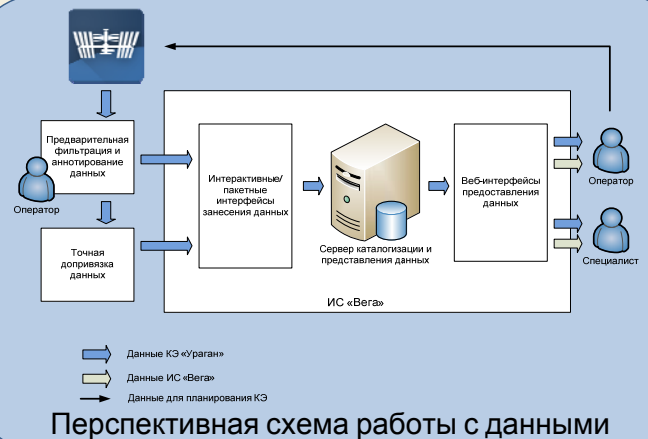 Предварительная
фильтрация и
аннотирование
данных
Оператор
Точная
допривязка
данных
Интерактивные/
пакетные
интерфейсы
занесения данных
Сервер каталогизации и
представления данных
Веб-интерфейсы
предоставления
данных
Оператор
Специалист
ИС «Вега»
Данные КЭ «Ураган»
Данные ИС «Вега»
Данные для планирования КЭ
Перспективная схема работы с данными